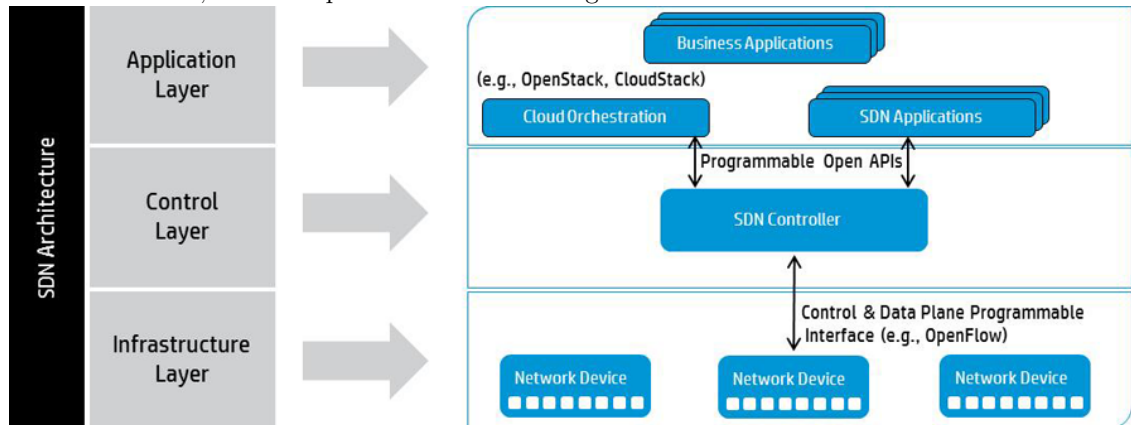 SDN Architecture
Application
Layer
Business Applications
(e.g., OpenStack, CloudStack)
Cloud Orchestration
SDN Applications
Programmable Open APIs
Control
Layer
SDN Controller
Control & Data Plane Programmable
Interface (e.g., OpenFlow)
Infrastructure
Layer
Network Device
Network Device
Network Device